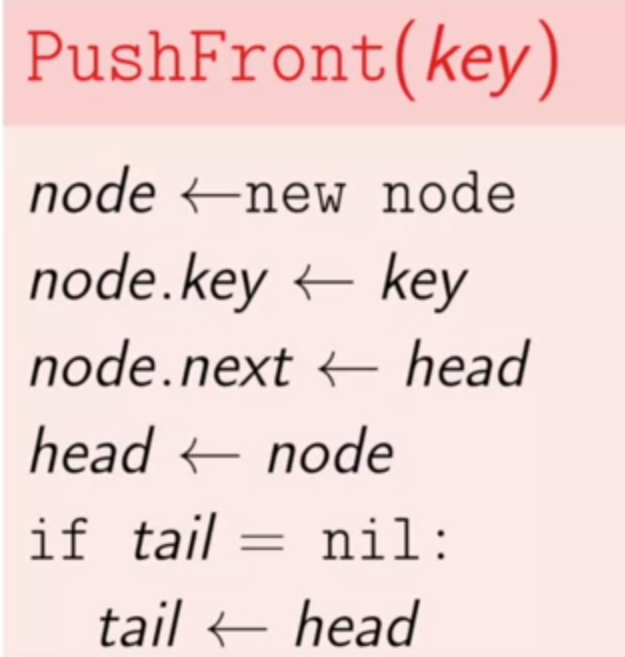 PushFront(key)
node ←new node
node.key ← key
node.next ← head
head ← node
if tail = nil:
tail ← head